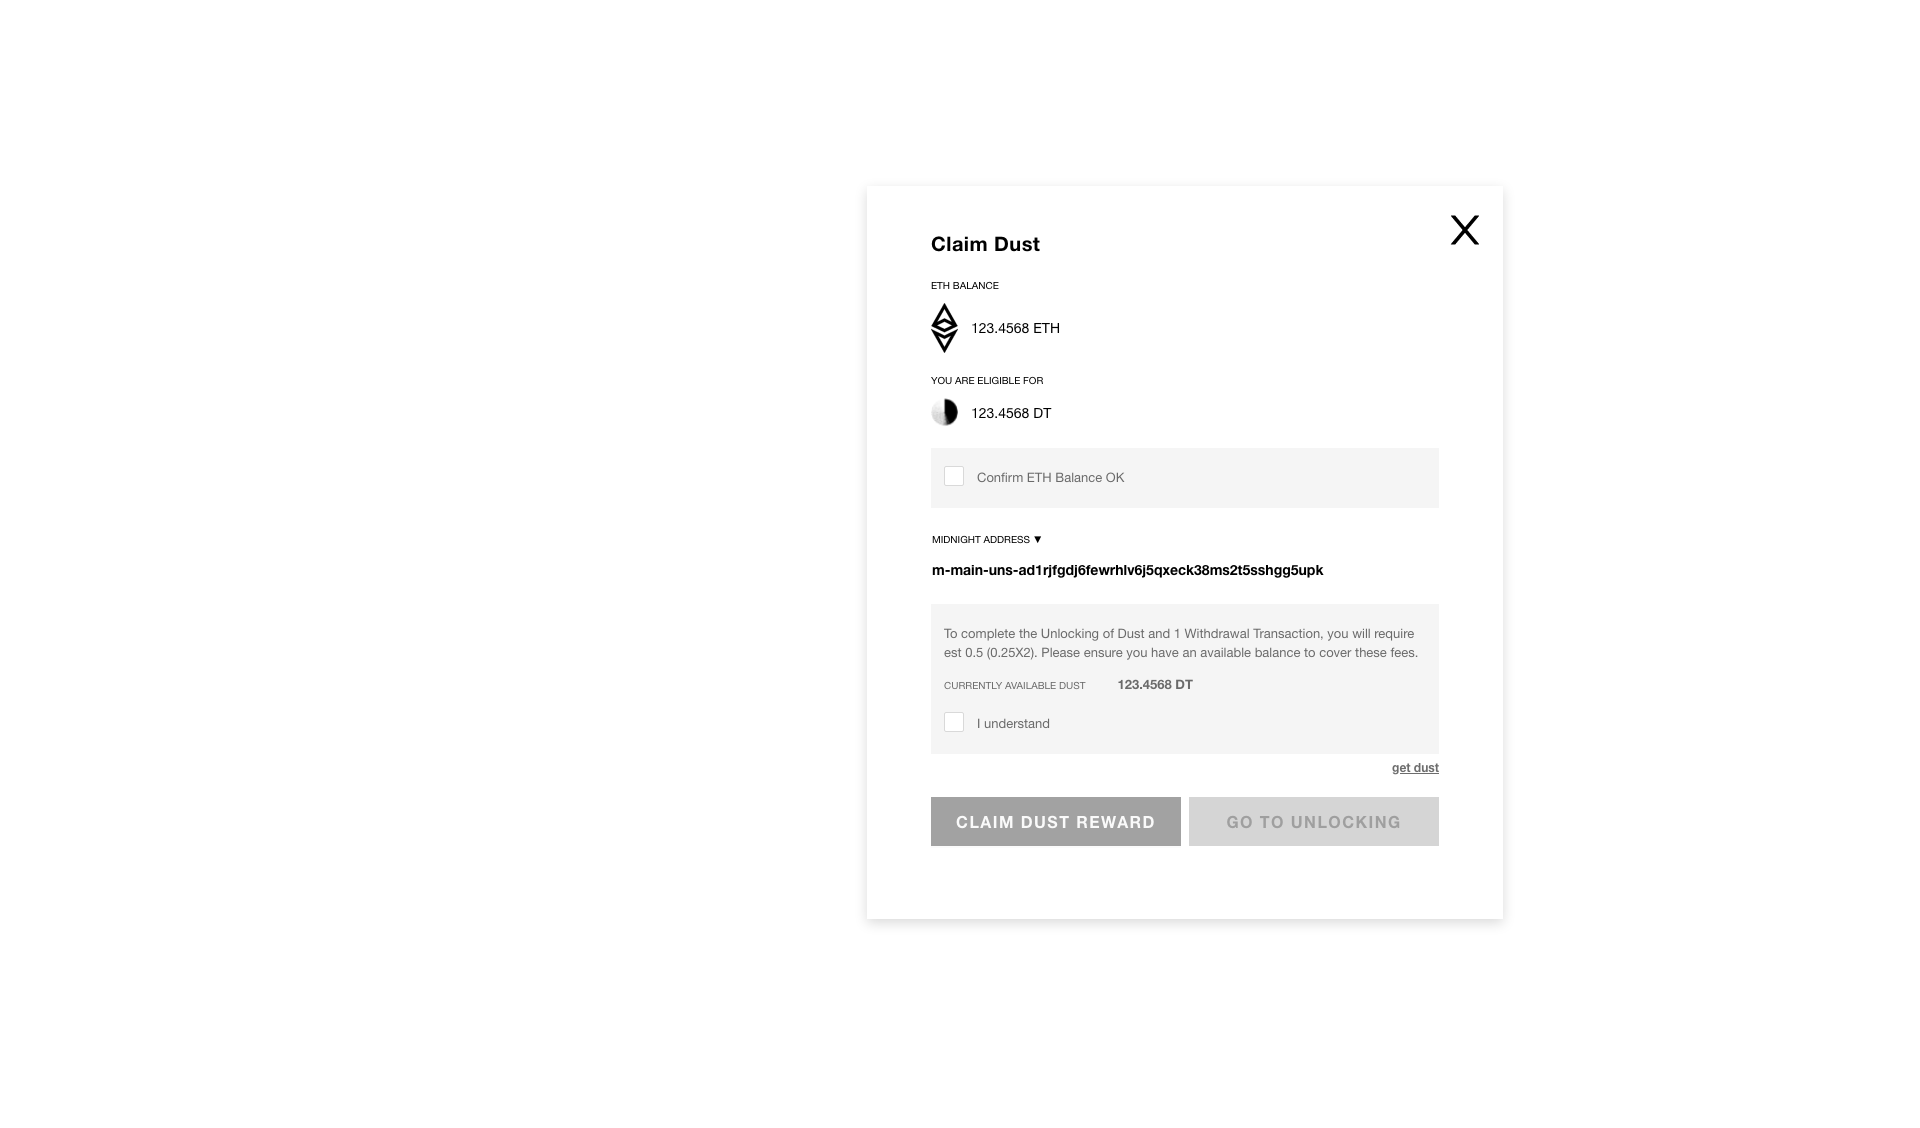 X
Claim Dust
ETH BALANCE
123.4568 ETH
YOU ARE ELIGIBLE FOR
123.4568 DT
Confirm ETH Balance OK
MIDNIGHT ADDRESS ▼
m-main-uns-ad1rjfgdj6fewrhlv6j5qxeck38ms2t5sshgg5upk
To complete the Unlocking of Dust and 1 Withdrawal Transaction, you will require
est 0.5 (0.25X2). Please ensure you have an available balance to cover these fees.
CURRENTLY AVAILABLE DUST 123.4568 DT
I understand
get dust
CLAIM DUST REWARD GO TO UNLOCKING